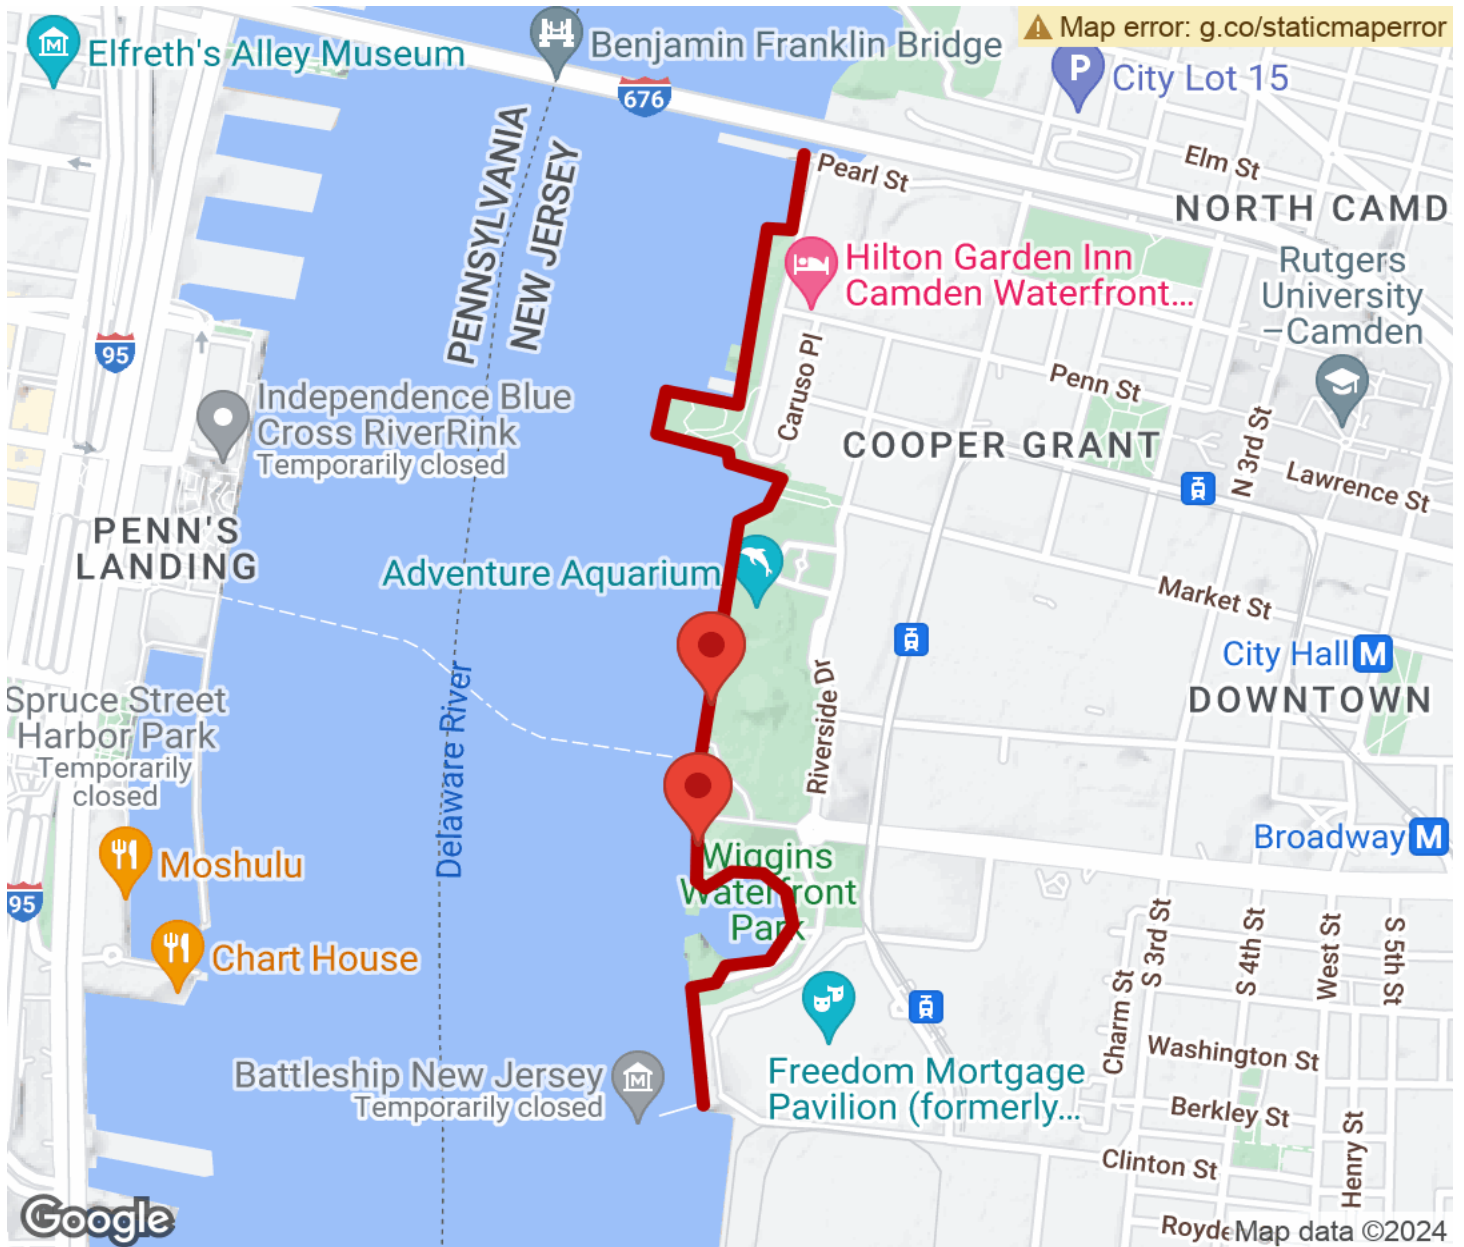 Map error: g.co/staticmaperror
Elfreth's Alley Museum
Benjamin Franklin Bridge
676
P
City Lot 15
Elm St
Pearl St
NORTH CAMD
PENNSYLVANIA
NEW JERSEY
Hilton Garden Inn
Camden Waterfront...
Rutgers
University
–Camden
95
Caruso Pl
Penn St
Independence Blue
Cross RiverRink
Temporarily closed
COOPER GRANT
N 3rd St
Lawrence St
PENN'S
LANDING
Adventure Aquarium
Market St
City Hall M
DOWNTOWN
Riverside Dr
Delaware River
Spruce Street
Harbor Park
Temporarily
closed
Broadway M
Moshulu
Wiggins
Waterfront
Park
95
Chart House
S 3rd St
S 4th St
West St
S 5th St
Charm St
Washington St
Battleship New Jersey
Temporarily closed
Freedom Mortgage
Pavilion (formerly...
Berkley St
Henry St
Clinton St
Google
Map data ©2024